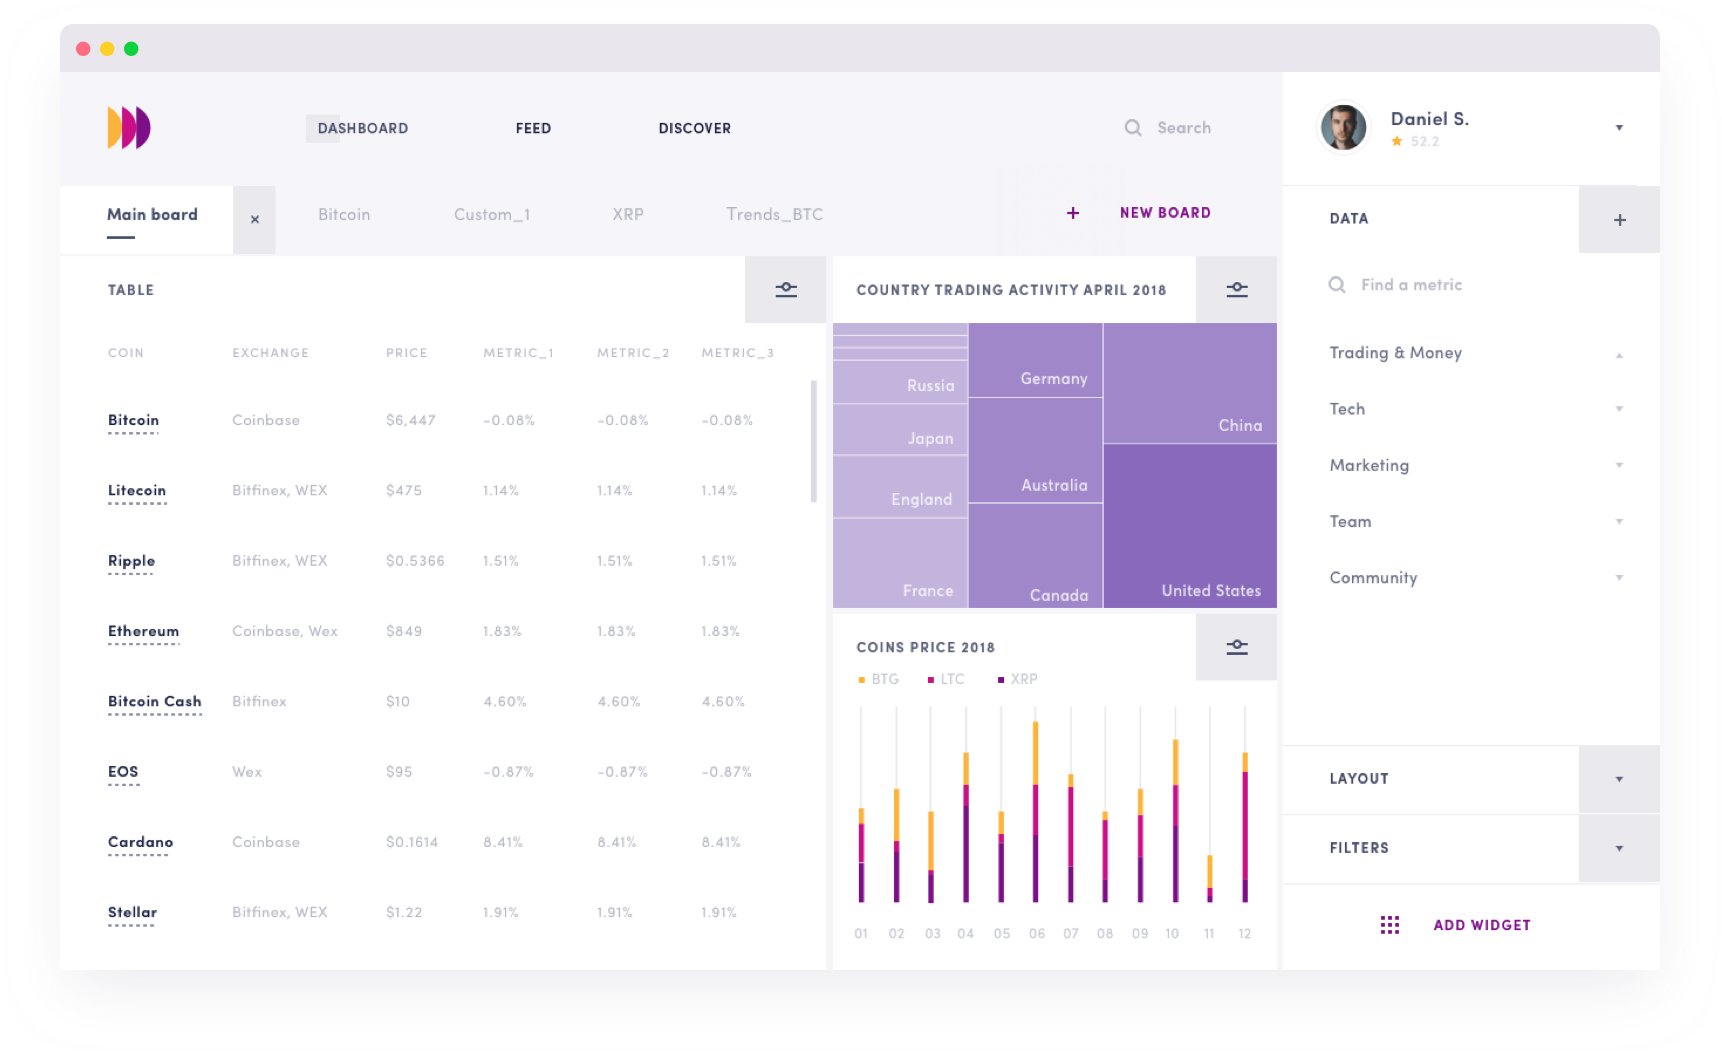 DASHBOARD FEED DISCOVER Search
Daniel S.
52.2
Main board × Bitcoin Custom_1 XRP Trends_BTC + NEW BOARD
TABLE
COIN EXCHANGE PRICE METRIC_1 METRIC_2 METRIC_3
Bitcoin Coinbase $6,447 -0.08% -0.08% -0.08%
Litecoin Bitfinex, WEX $475 1.14% 1.14% 1.14%
Ripple Bitfinex, WEX $0.5366 1.51% 1.51% 1.51%
Ethereum Coinbase, Wex $849 1.83% 1.83% 1.83%
Bitcoin Cash Bitfinex $10 4.60% 4.60% 4.60%
EOS Wex $95 -0.87% -0.87% -0.87%
Cardano Coinbase $0.1614 8.41% 8.41% 8.41%
Stellar Bitfinex, WEX $1.22 1.91% 1.91% 1.91%
COUNTRY TRADING ACTIVITY APRIL 2018
Russia
Japan
England
France
Germany
Australia
Canada
China
United States
COINS PRICE 2018
BTG LTC XRP
01 02 03 04 05 06 07 08 09 10 11 12
DATA +
Find a metric
Trading & Money
Tech
Marketing
Team
Community
LAYOUT
FILTERS
ADD WIDGET